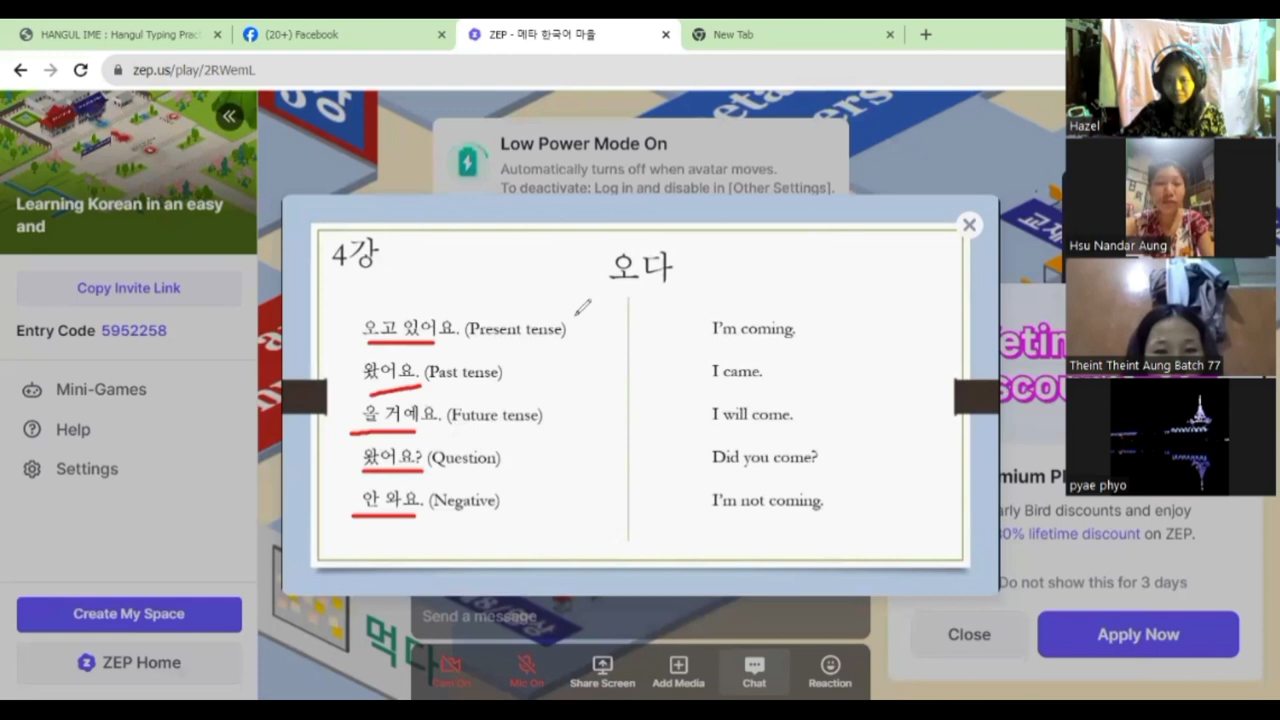 HANGUL IME : Hangul Typing Prac
(20+) Facebook
ZEP - 메타 한국어 마을
New Tab
zep.us/play/2RWemL
Learning Korean in an easy
and
Copy Invite Link
Entry Code 5952258
Mini-Games
Help
Settings
Create My Space
ZEP Home
Low Power Mode On
Automatically turns off when avatar moves.
To deactivate: Log in and disable in [Other Settings].
4강
오다
오고 있어요. (Present tense) I'm coming.
왔어요. (Past tense) I came.
올 거예요. (Future tense) I will come.
왔어요? (Question) Did you come?
안 와요. (Negative) I'm not coming.
Send a message
먹다
Cam On
Mic On
Share Screen
Add Media
Chat
Reaction
Hazel
Hsu Nandar Aung
Theint Theint Aung Batch 77
pyae phyo
arly Bird discounts and enjoy
0% lifetime discount on ZEP.
Do not show this for 3 days
Close
Apply Now